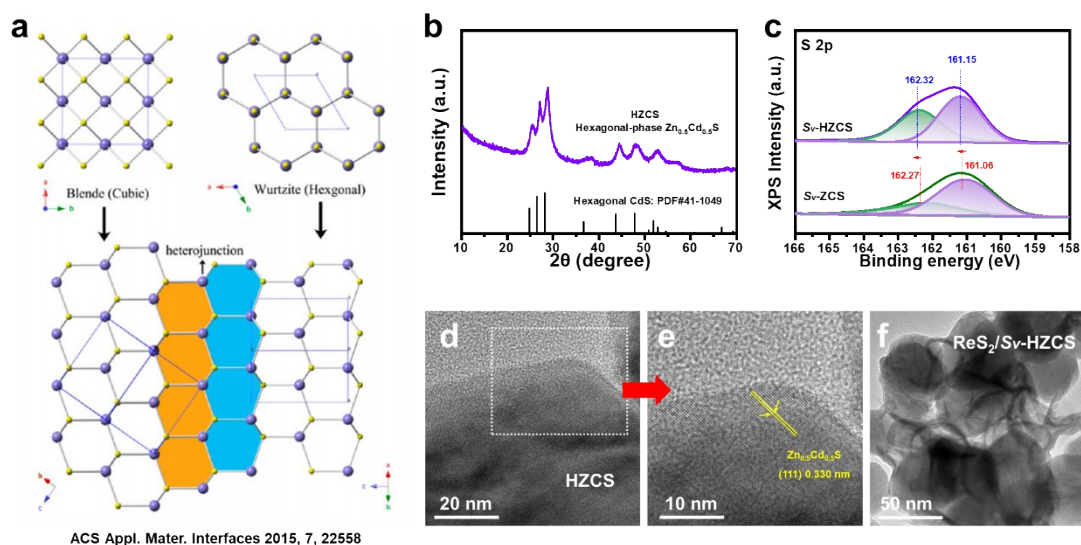 a
Blende (Cubic)
Wurtzite (Hexgonal)
a
b
a
b
heterojunction
b
c
a
c
b
ACS Appl. Mater. Interfaces 2015, 7, 22558
b
Intensity (a.u.)
HZCS
Hexagonal-phase Zn0.5Cd0.5S
Hexagonal CdS: PDF#41-1049
10 20 30 40 50 60 70
2θ (degree)
c
XPS Intensity (a.u.)
S 2p
162.32
161.15
Sv-HZCS
162.27
161.06
Sv-ZCS
166 165 164 163 162 161 160 159 158
Binding energy (eV)
d
HZCS
20 nm
e
Zn0.5Cd0.5S
(111) 0.330 nm
10 nm
f
ReS2/Sv-HZCS
50 nm